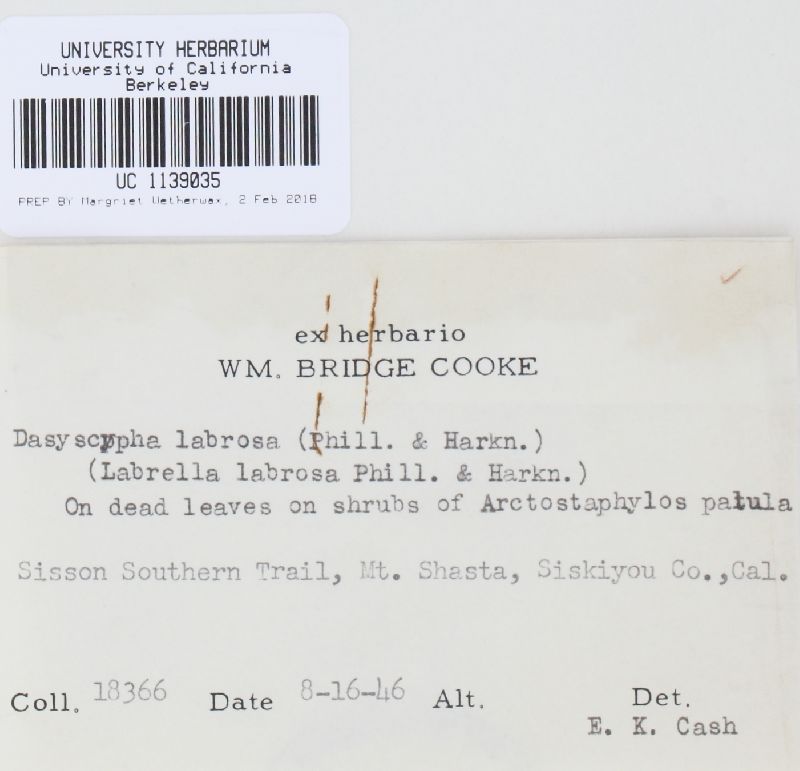 UNIVERSITY HERBARIUM
University of California
Berkeley
UC 1139035
PREP BY Margriet Wetherwax, 2 Feb 2018
ex herbario
WM. BRIDGE COOKE
Dasyscypha labrosa (Phill. & Harkn.)
(Labrella labrosa Phill. & Harkn.)
On dead leaves on shrubs of Arctostaphylos patula
Sisson Southern Trail, Mt. Shasta, Siskiyou Co.,Cal.
Coll. 18366 Date 8-16-46 Alt. Det.
E. K. Cash